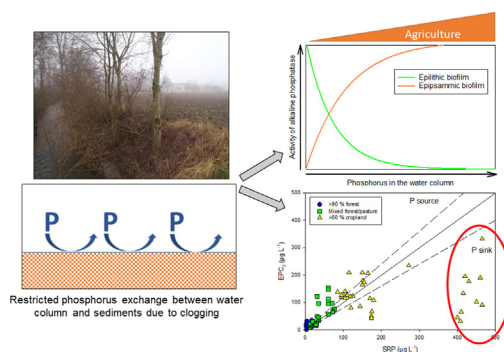 Agriculture
Activity of alkaline phosphatase
Epilithic biofilm
Epipsammic biofilm
Phosphorus in the water column
P P P
Restricted phosphorus exchange between water
column and sediments due to clogging
>90 % forest
Mixed forest/pasture
>60 % cropland
P source
P sink
EPC₀ (µg L⁻¹)
400
300
200
100
0
0 100 200 300 400
SRP (µg L⁻¹)